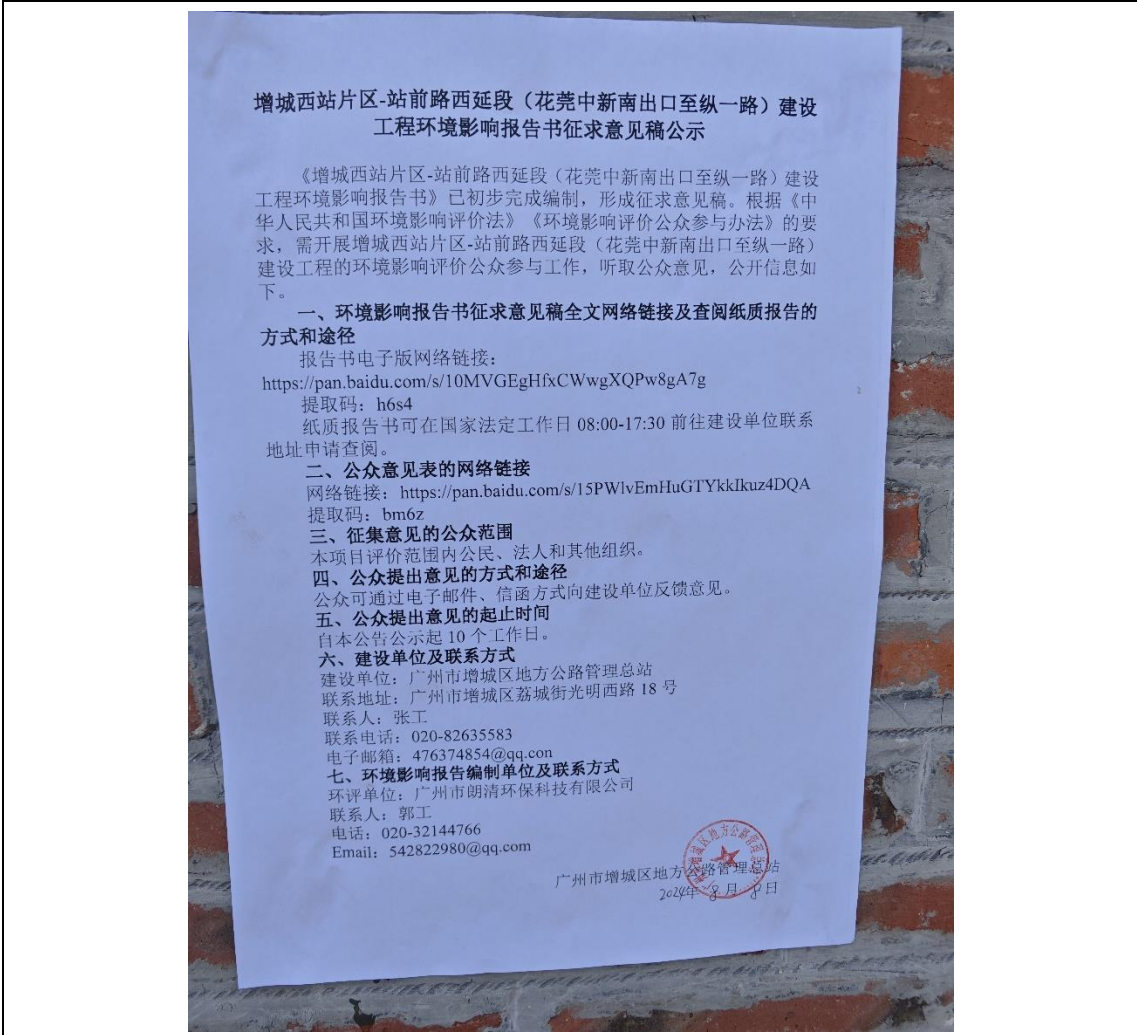 增城西站片区-站前路西延段（花莞中新南出口至纵一路）建设
工程环境影响报告书征求意见稿公示
《增城西站片区-站前路西延段（花莞中新南出口至纵一路）建设
工程环境影响报告书》已初步完成编制，形成征求意见稿。根据《中
华人民共和国环境影响评价法》《环境影响评价公众参与办法》的要
求，需开展增城西站片区-站前路西延段（花莞中新南出口至纵一路）
建设工程的环境影响评价公众参与工作，听取公众意见，公开信息如
下。
一、环境影响报告书征求意见稿全文网络链接及查阅纸质报告的
方式和途径
报告书电子版网络链接：
https://pan.baidu.com/s/10MVGEgHfxCWwgXQPw8gA7g
提取码：h6s4
纸质报告书可在国家法定工作日 08:00-17:30 前往建设单位联系
地址申请查阅。
二、公众意见表的网络链接
网络链接：https://pan.baidu.com/s/15PWlvEmHuGTYkkIkuz4DQA
提取码：bm6z
三、征集意见的公众范围
本项目评价范围内公民、法人和其他组织。
四、公众提出意见的方式和途径
公众可通过电子邮件、信函方式向建设单位反馈意见。
五、公众提出意见的起止时间
自本公告公示起 10 个工作日。
六、建设单位及联系方式
建设单位：广州市增城区地方公路管理总站
联系地址：广州市增城区荔城街光明西路 18 号
联系人：张工
联系电话：020-82635583
电子邮箱：476374854@qq.con
七、环境影响报告编制单位及联系方式
环评单位：广州市朗清环保科技有限公司
联系人：郭工
电话：020-32144766
Email：542822980@qq.com
广州市增城区地方公路管理总站
2024年 8 月 8 日